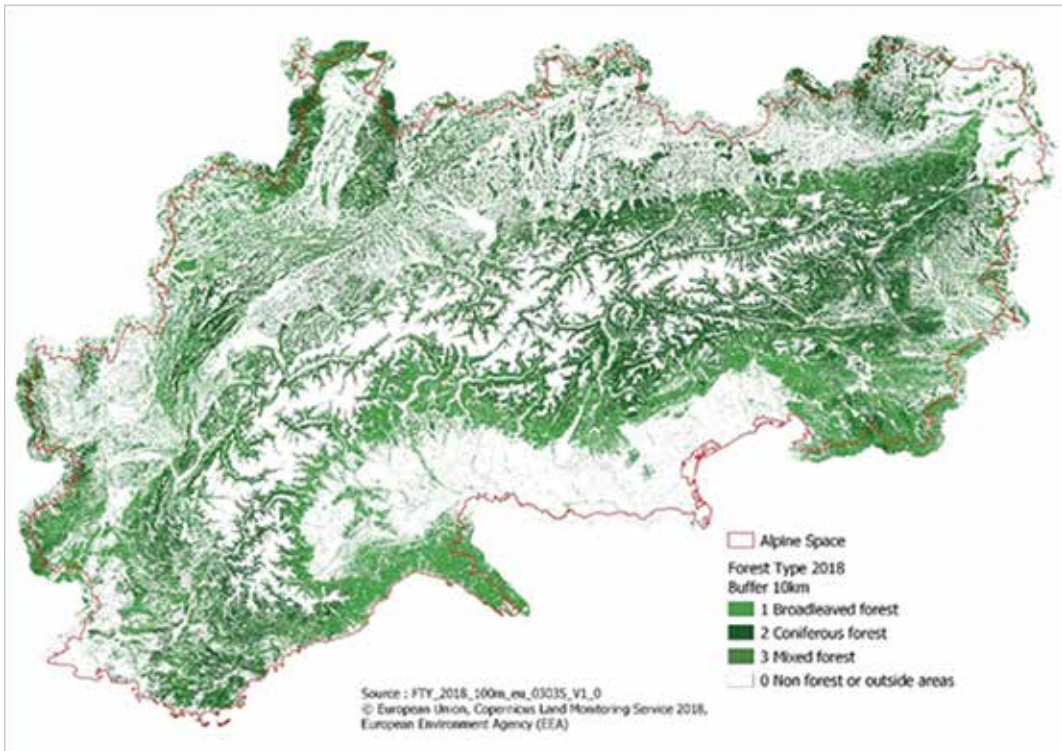 Alpine Space
Forest Type 2018
Buffer 10km
1 Broadleaved forest
2 Coniferous forest
3 Mixed forest
0 Non forest or outside areas
Source : FTY_2018_100m_eu_03035_V1_0
© European Union, Copernicus Land Monitoring Service 2018,
European Environment Agency (EEA)